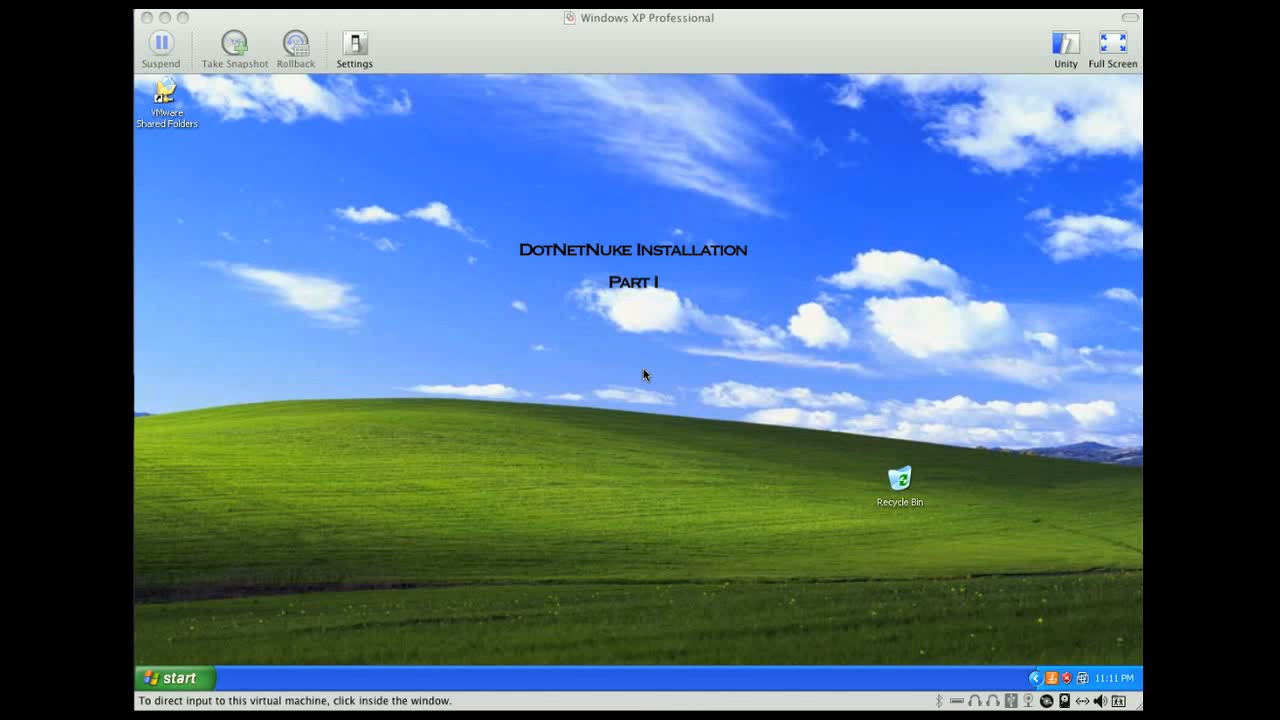 Windows XP Professional
Suspend
Take Snapshot
Rollback
Settings
Unity
Full Screen
VMware
Shared Folders
DotNetNuke Installation
Part I
Recycle Bin
start
11:11 PM
To direct input to this virtual machine, click inside the window.